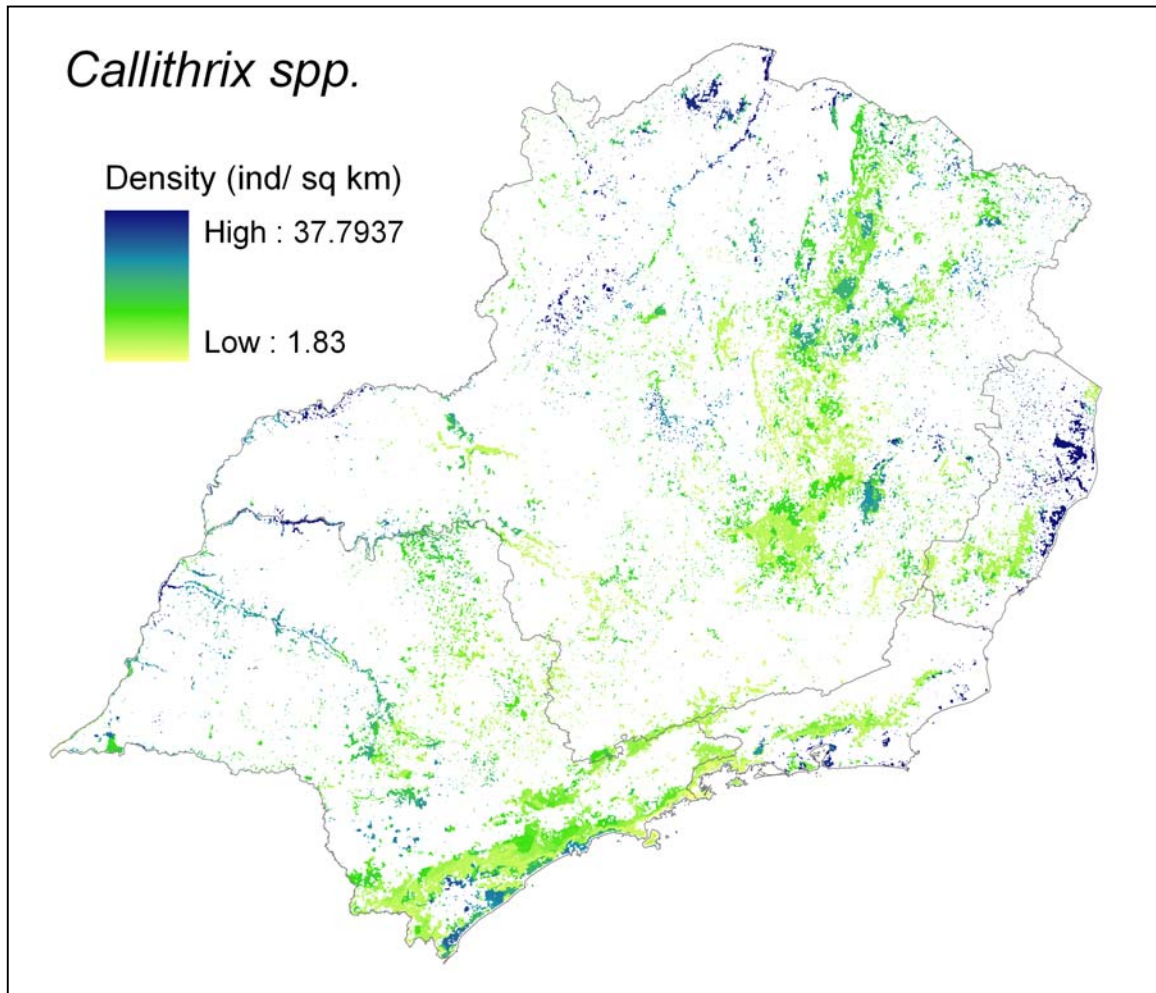 Callithrix spp.
Density (ind/ sq km)
High : 37.7937
Low : 1.83